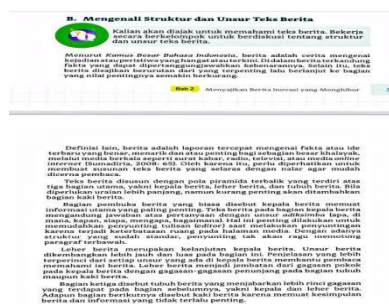 B. Mengenali Struktur dan Unsur Teks Berita
Kalian akan diajak untuk memahami teks berita. Bekerja
secara berkelompok untuk berdiskusi tentang struktur
dan unsur teks berita.
Menurut Kamus Besar Bahasa Indonesia, berita adalah cerita mengenai
kejadian atau peristiwa yang hangat atau terkini. Di dalam berita terkandung
fakta yang dapat dipertanggungjawabkan kebenarannya. Selain itu, teks
berita disajikan berurutan dari yang terpenting lalu berlanjut ke bagian
yang nilai pentingnya semakin berkurang.
Bab 2 Menyajikan Berita Inovasi yang Menghibur
Definisi lain, berita adalah laporan tercepat mengenai fakta atau ide
terbaru yang benar, menarik dan atau penting bagi sebagian besar khalayak,
melalui media berkala seperti surat kabar, radio, televisi, atau media online
internet (Sumadiria, 2008: 65). Oleh karena itu, perlu diperhatikan untuk
membuat susunan teks berita yang selaras dengan nalar agar mudah
dicerna pembaca.
Teks berita disusun dengan pola piramida terbalik yang terdiri atas
tiga bagian utama, yakni kepala berita, leher berita, dan tubuh berita. Bila
diperlukan uraian lebih panjang, namun kurang penting akan ditambahkan
bagian kaki berita.
Bagian pembuka berita yang biasa disebut kepala berita memuat
informasi utama yang paling penting. Teks berita pada bagian kepala berita
mengandung jawaban atas pertanyaan dengan unsur adiksimba (apa, di
mana, kapan, siapa, mengapa, bagaimana). Hal ini penting dilakukan untuk
memudahkan penyunting tulisan (editor) saat melakukan penyuntingan
karena terjadi keterbatasan ruang pada halaman media. Dengan adanya
struktur yang sudah standar, penyunting tulisan dapat memotong
paragraf terbawah.
Leher berita merupakan kelanjutan kepala berita. Unsur berita
dikembangkan lebih jauh dan luas pada bagian ini. Penjelasan yang lebih
terperinci dari setiap unsur yang ada di kepala berita membantu pembaca
memahami isi berita. Leher berita menjadi jembatan dari gagasan pokok
pada kepala berita dengan gagasan-gagasan penunjang pada bagian tubuh
maupun kaki berita.
Bagian ketiga disebut tubuh berita yang menjabarkan lebih rinci gagasan
yang terdapat pada bagian sebelumnya, yakni kepala dan leher berita.
Adapun bagian berikutnya disebut kaki berita karena memuat kesimpulan
berita dan informasi yang tidak terlalu penting.